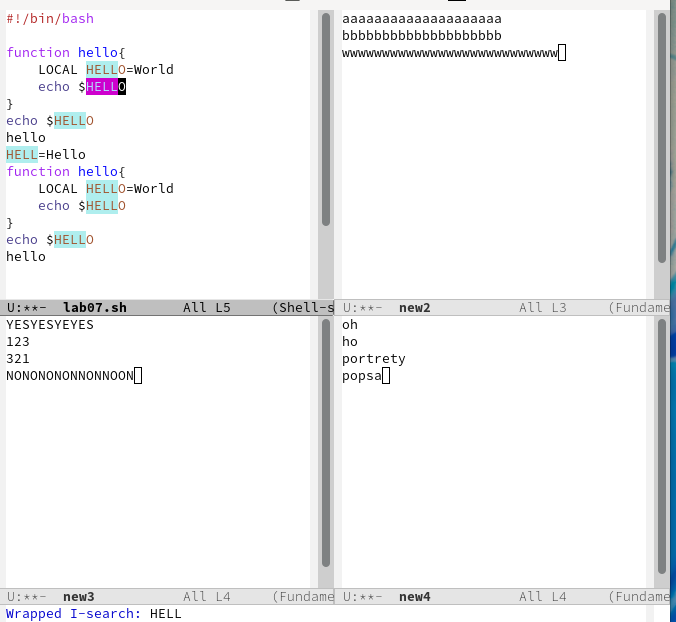 #!/bin/bash
function hello{
    LOCAL HELLO=World
    echo $HELLO
}
echo $HELLO
hello
HELL=Hello
function hello{
    LOCAL HELLO=World
    echo $HELLO
}
echo $HELLO
hello
U:**-  lab07.sh       All L5     (Shell-s
aaaaaaaaaaaaaaaaaaaa
bbbbbbbbbbbbbbbbbbbb
wwwwwwwwwwwwwwwwwwwwwwwwwww
U:**-  new2           All L3     (Fundame
YESYESYEYES
123
321
NONONONONNONNOON
U:**-  new3           All L4     (Fundame
oh
ho
portrety
popsa
U:**-  new4           All L4     (Fundame
Wrapped I-search: HELL